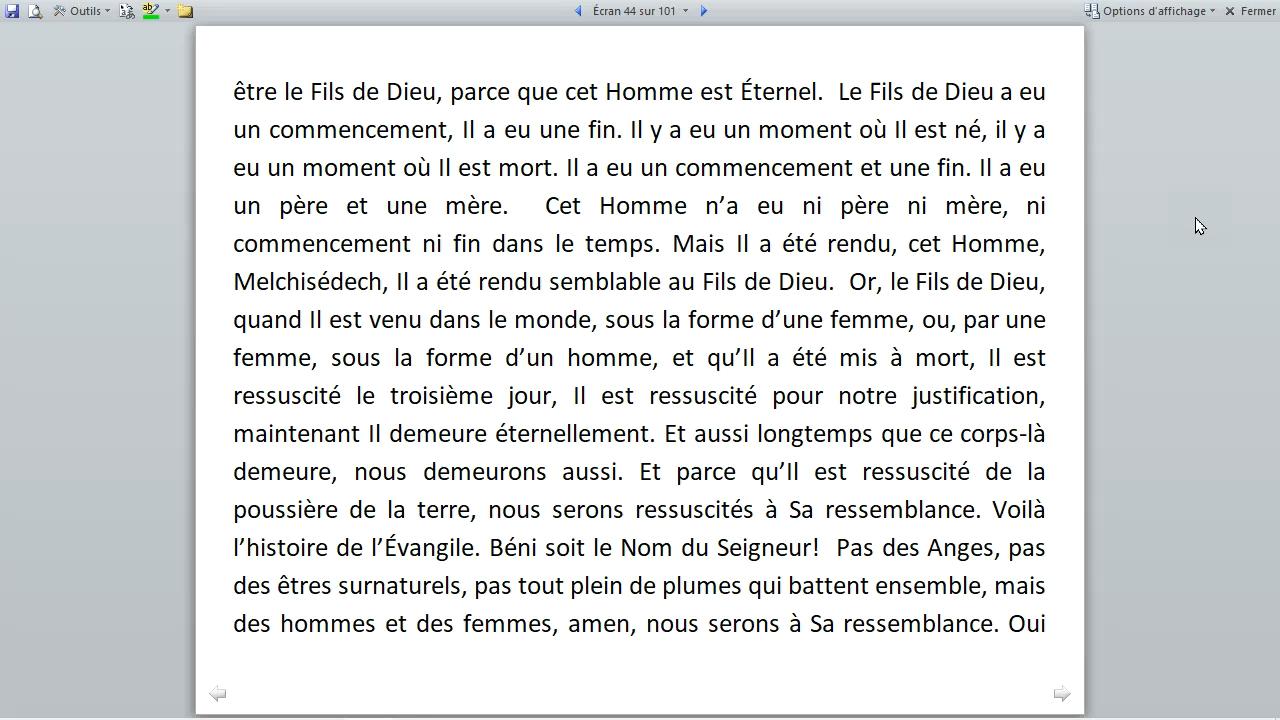 Outils
Écran 44 sur 101
Options d'affichage
Fermer
être le Fils de Dieu, parce que cet Homme est Éternel.  Le Fils de Dieu a eu
un commencement, Il a eu une fin. Il y a eu un moment où Il est né, il y a
eu un moment où Il est mort. Il a eu un commencement et une fin. Il a eu
un père et une mère.  Cet Homme n’a eu ni père ni mère, ni
commencement ni fin dans le temps. Mais Il a été rendu, cet Homme,
Melchisédech, Il a été rendu semblable au Fils de Dieu.  Or, le Fils de Dieu,
quand Il est venu dans le monde, sous la forme d’une femme, ou, par une
femme, sous la forme d’un homme, et qu’Il a été mis à mort, Il est
ressuscité le troisième jour, Il est ressuscité pour notre justification,
maintenant Il demeure éternellement. Et aussi longtemps que ce corps-là
demeure, nous demeurons aussi. Et parce qu’Il est ressuscité de la
poussière de la terre, nous serons ressuscités à Sa ressemblance. Voilà
l’histoire de l’Évangile. Béni soit le Nom du Seigneur!  Pas des Anges, pas
des êtres surnaturels, pas tout plein de plumes qui battent ensemble, mais
des hommes et des femmes, amen, nous serons à Sa ressemblance. Oui